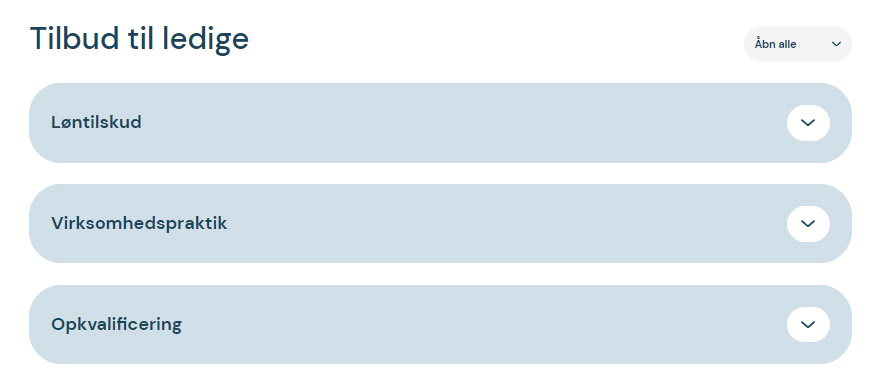 Tilbud til ledige
Åbn alle
Løntilskud
Virksomhedspraktik
Opkvalificering